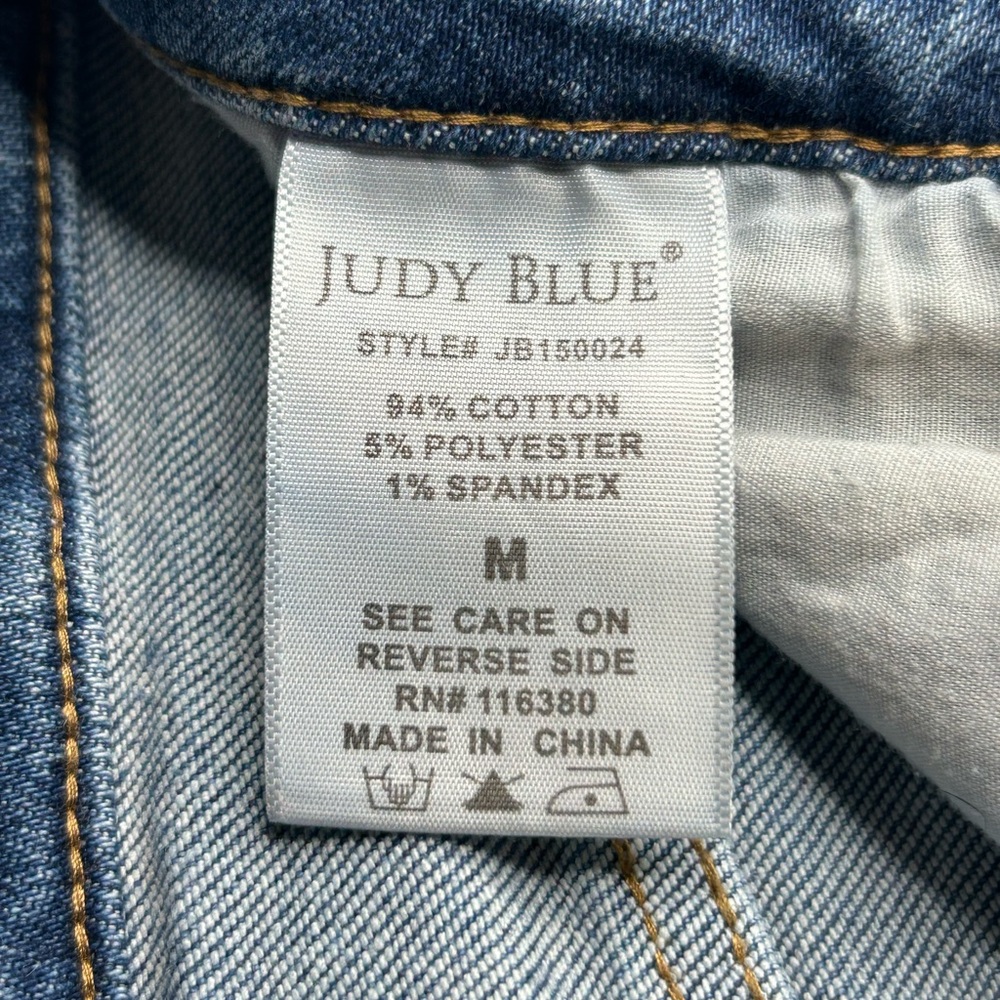 JUDY BLUE®
STYLE# JB150024
94% COTTON
5% POLYESTER
1% SPANDEX
M
SEE CARE ON
REVERSE SIDE
RN# 116380
MADE IN CHINA